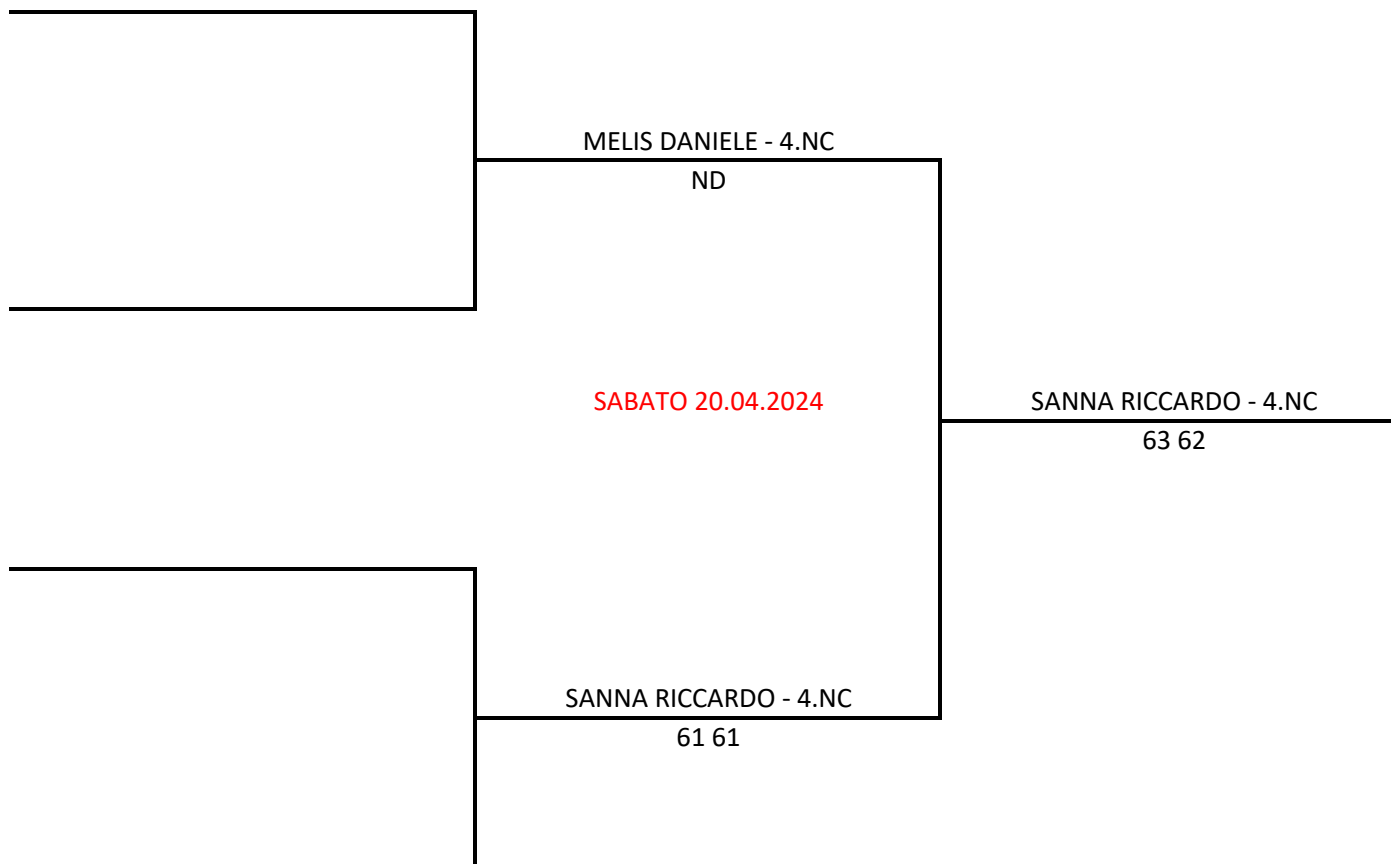 MELIS DANIELE - 4.NC
ND
SABATO 20.04.2024
SANNA RICCARDO - 4.NC
63 62
SANNA RICCARDO - 4.NC
61 61